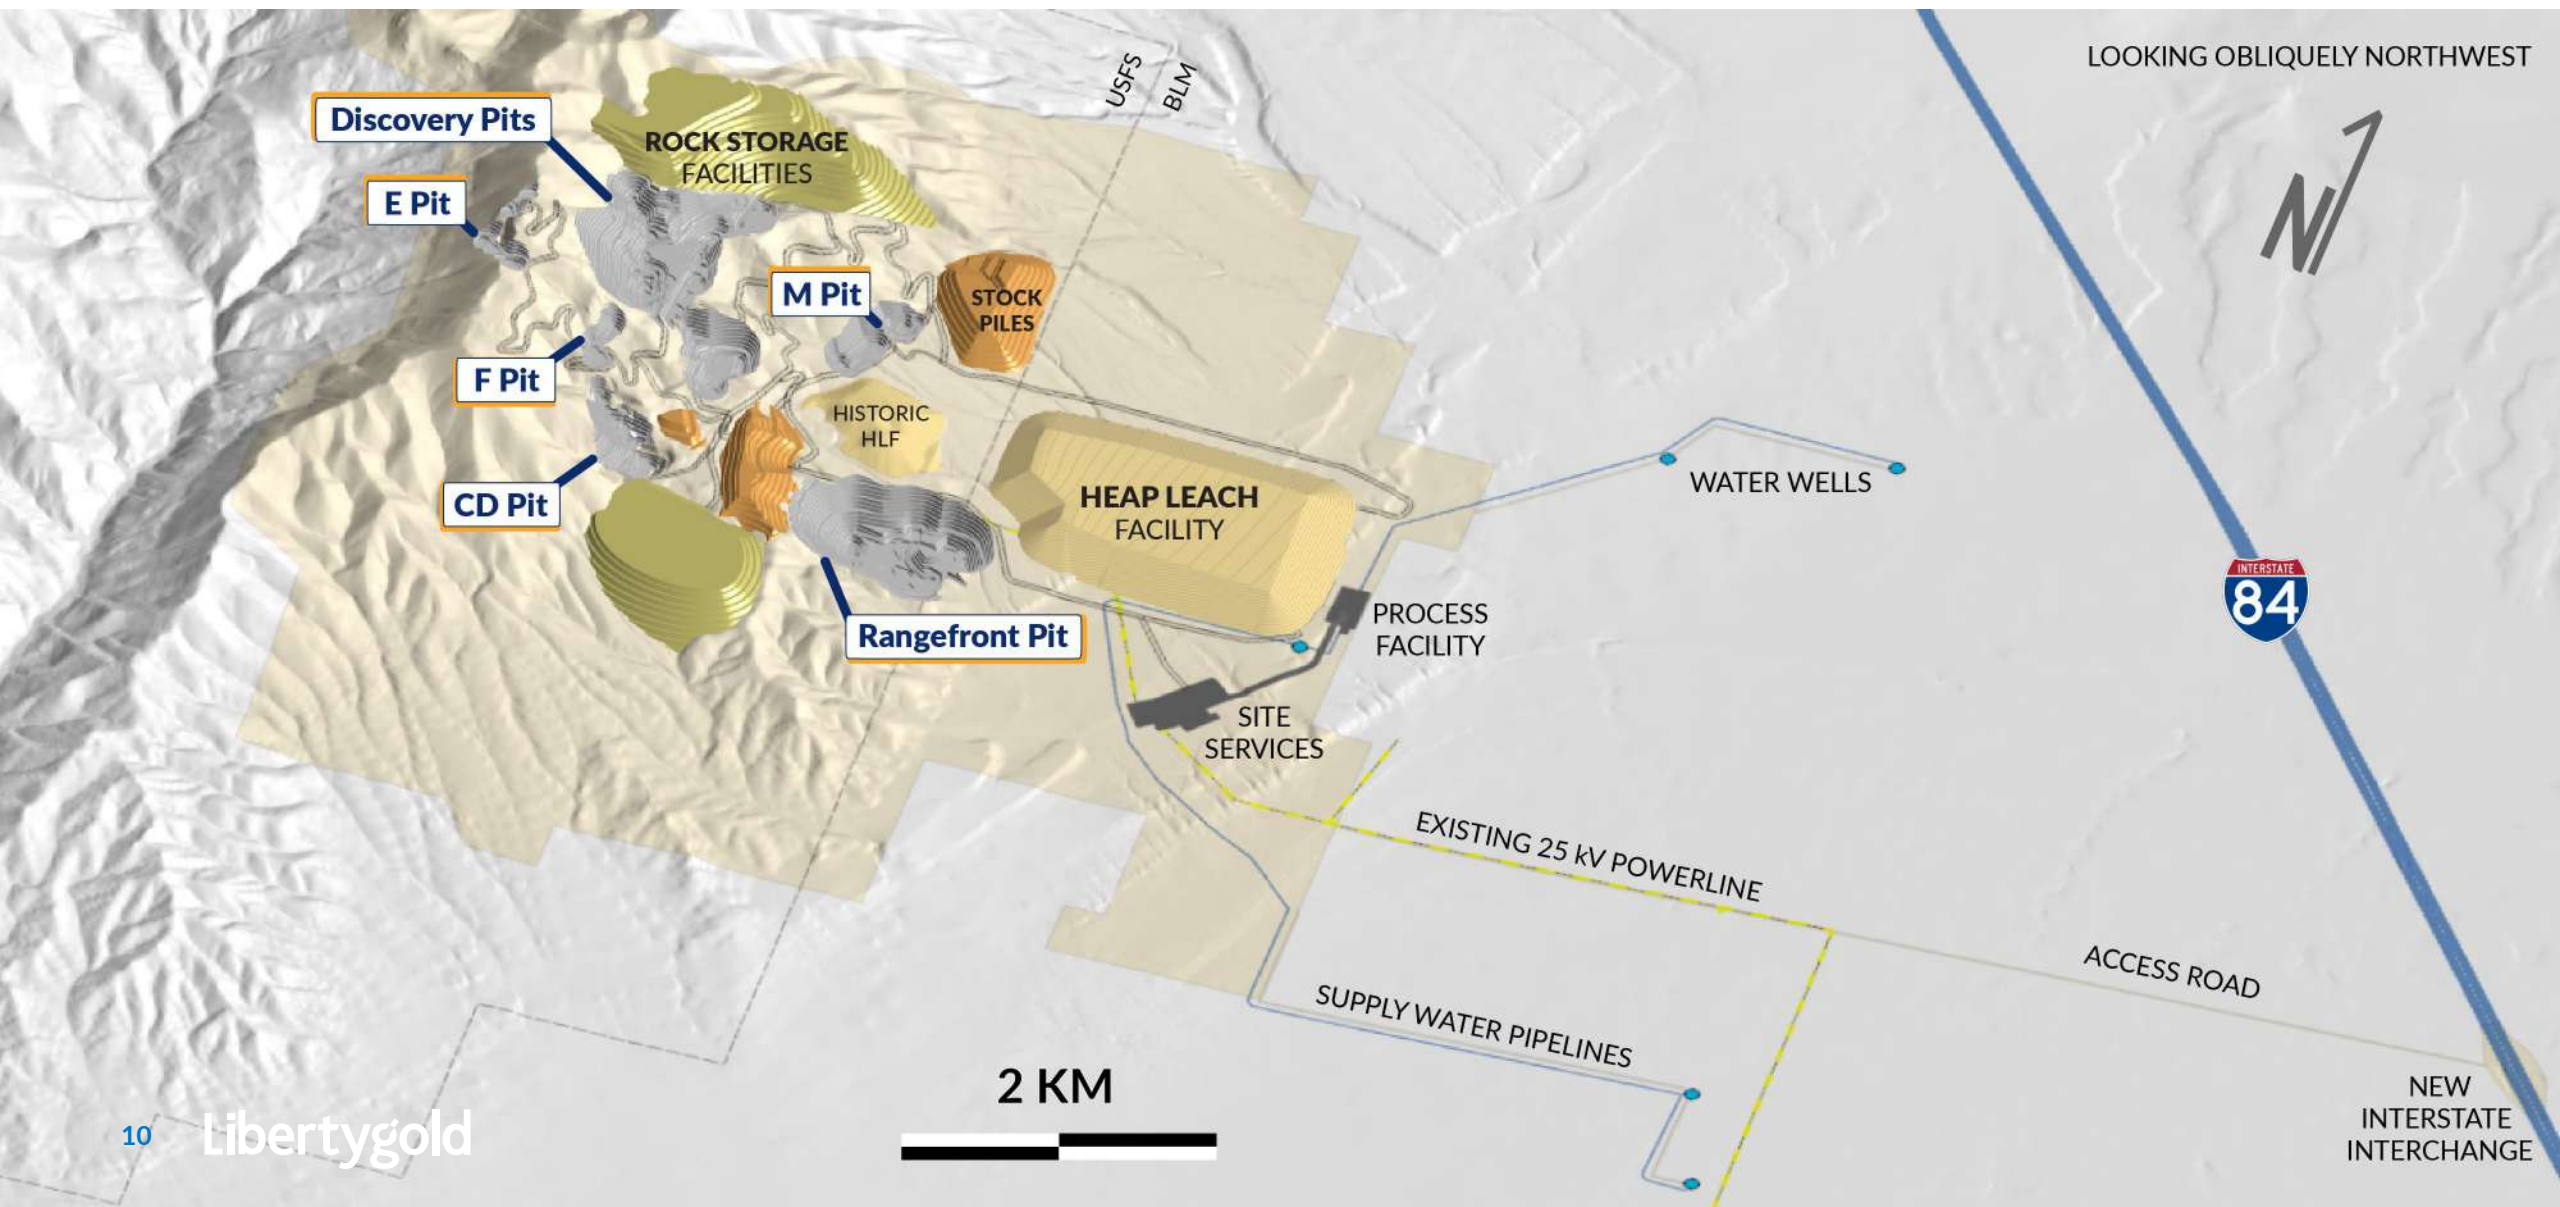 LOOKING OBLIQUELY NORTHWEST
N
USFS
BLM
Discovery Pits
ROCK STORAGE
FACILITIES
E Pit
M Pit
STOCK
PILES
F Pit
HISTORIC
HLF
CD Pit
HEAP LEACH
FACILITY
WATER WELLS
INTERSTATE
84
PROCESS
FACILITY
Rangefront Pit
SITE
SERVICES
EXISTING 25 kV POWERLINE
ACCESS ROAD
SUPPLY WATER PIPELINES
2 KM
NEW
INTERSTATE
INTERCHANGE
10
Libertygold